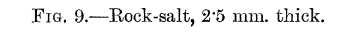 Fig. 9.—Rock-salt, 2·5 mm. thick.